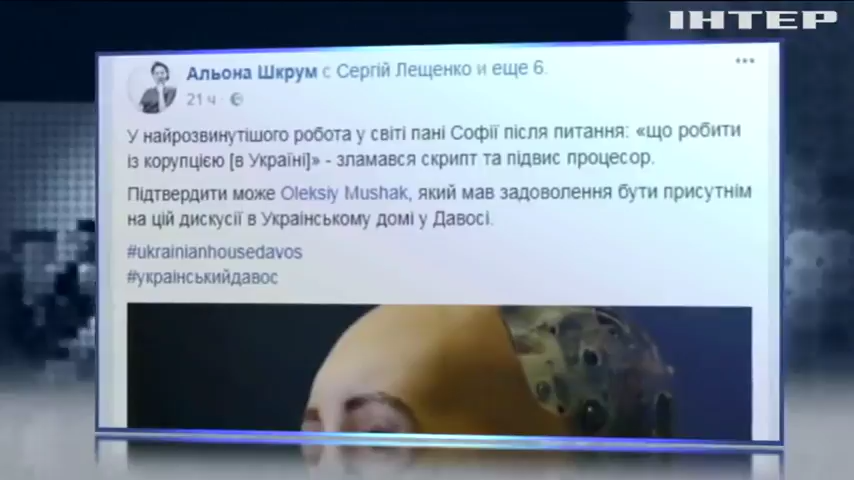 ІНТЕР
Альона Шкрум с Сергій Лещенко и еще 6.
21 ч
У найрозвинутішого робота у світі пані Софії після питання: «що робити
із корупцією [в Україні]» - зламався скрипт та підвис процесор.
Підтвердити може Oleksiy Mushak, який мав задоволення бути присутнім
на цій дискусії в Українському домі у Давосі.
#ukrainianhousedavos
#українськийдавос